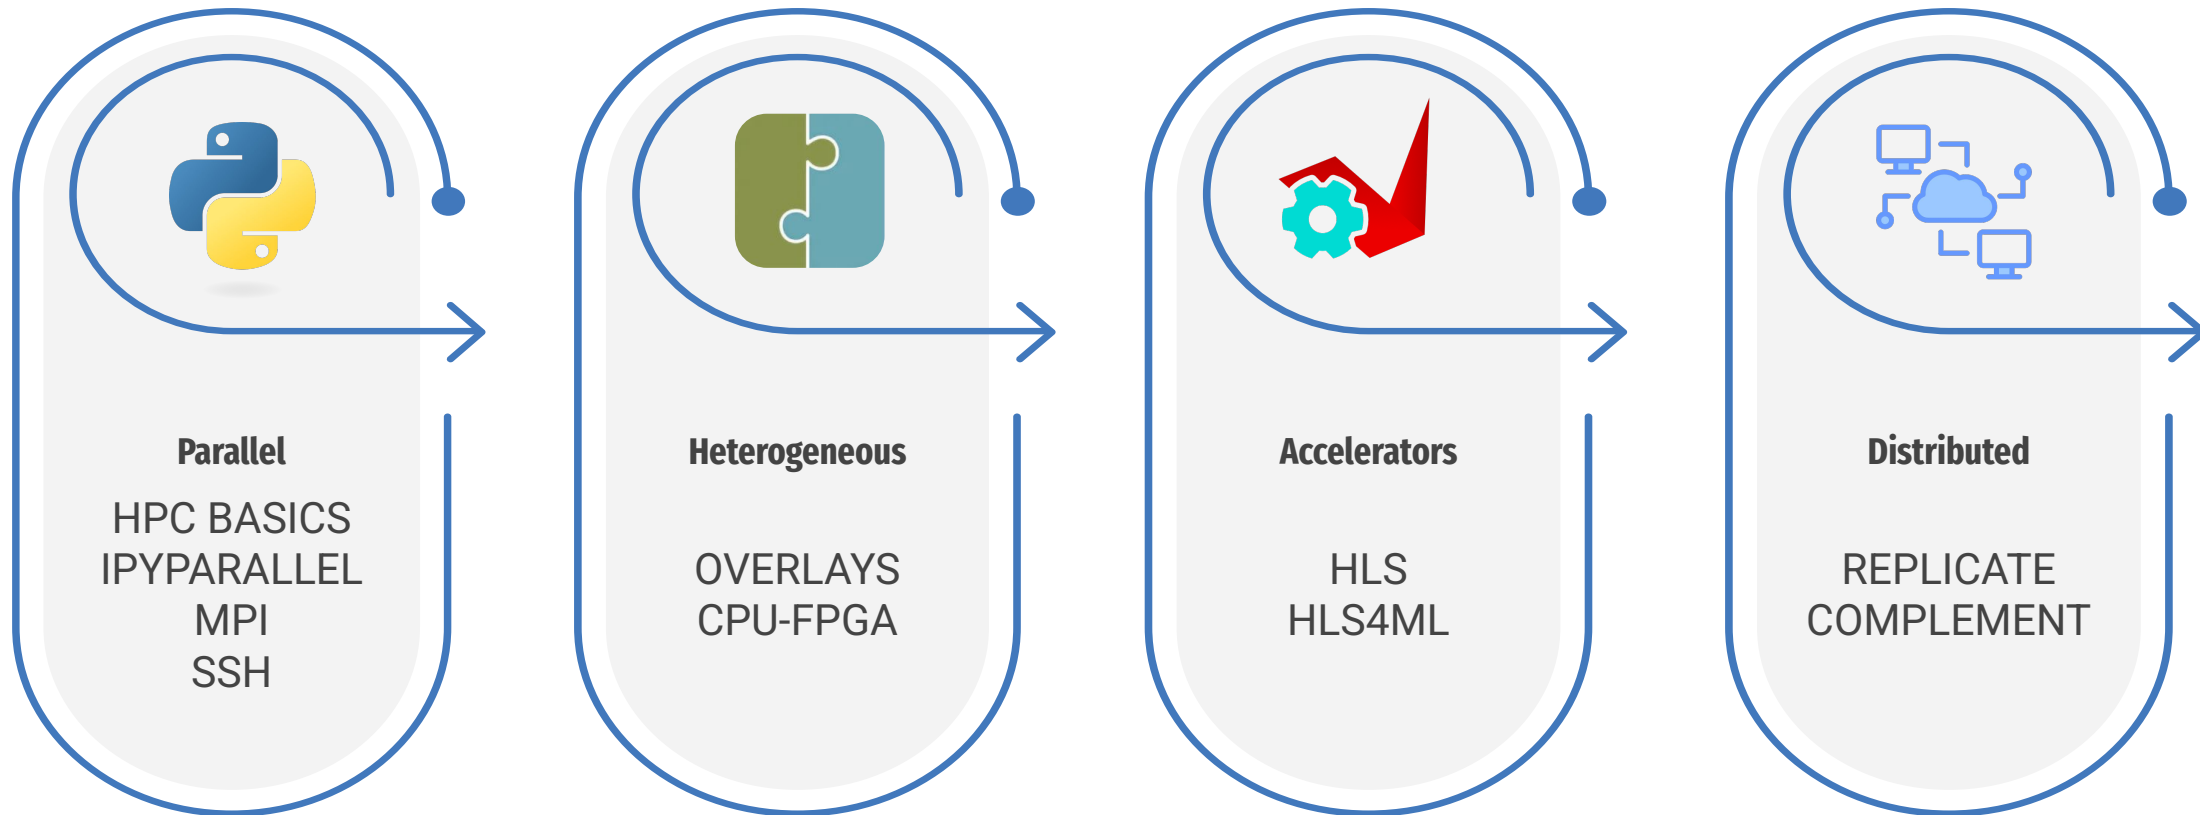 Parallel
HPC BASICS
IPYPARALLEL
MPI
SSH
Heterogeneous
OVERLAYS
CPU-FPGA
Accelerators
HLS
HLS4ML
Distributed
REPLICATE
COMPLEMENT